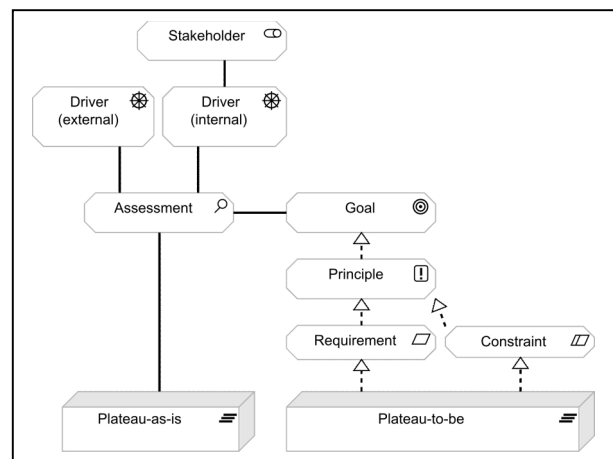 Stakeholder
Driver
(external)
Driver
(internal)
Assessment
Goal
Principle
Requirement
Constraint
Plateau-as-is
Plateau-to-be